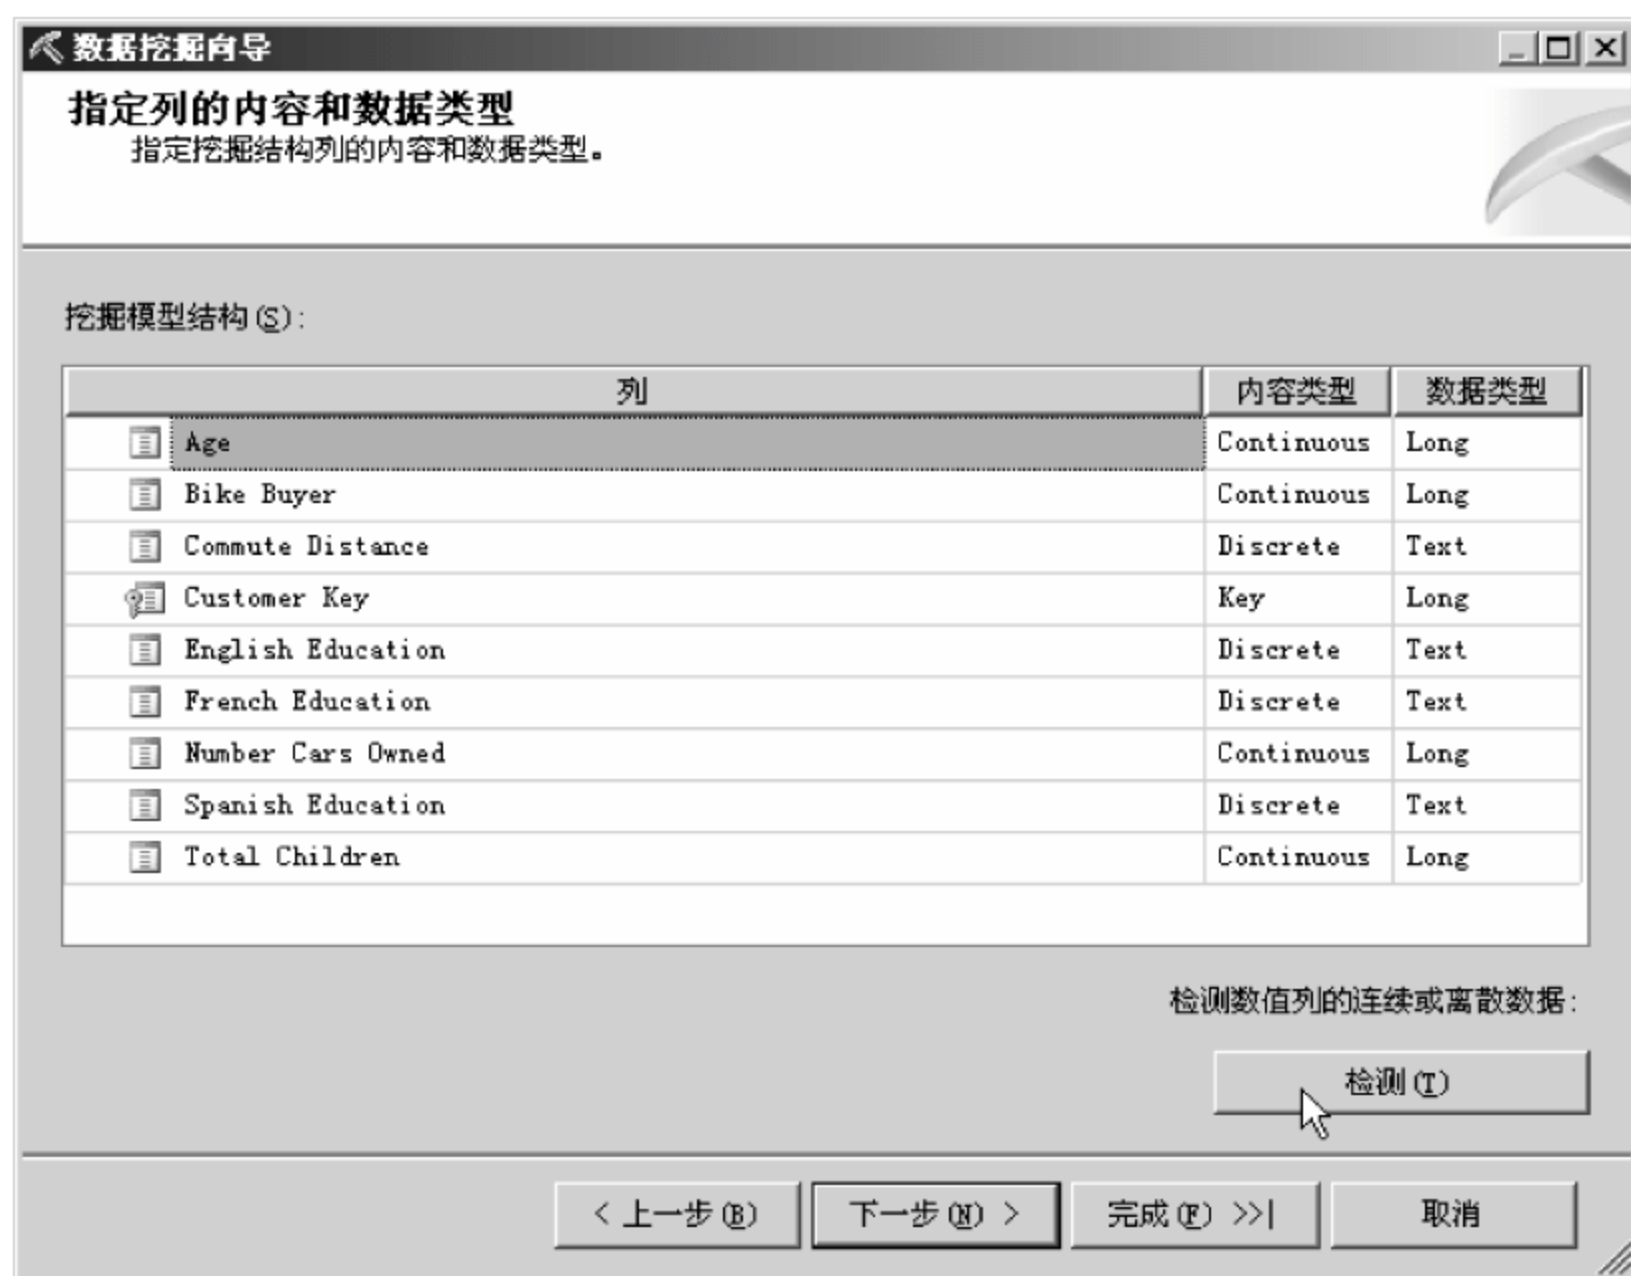 数据挖掘向导
指定列的内容和数据类型
指定挖掘结构列的内容和数据类型。
挖掘模型结构(S):
列 内容类型 数据类型
Age Continuous Long
Bike Buyer Continuous Long
Commute Distance Discrete Text
Customer Key Key Long
English Education Discrete Text
French Education Discrete Text
Number Cars Owned Continuous Long
Spanish Education Discrete Text
Total Children Continuous Long
检测数值列的连续或离散数据:
检测(T)
< 上一步(B) 下一步(N) > 完成(F) >>| 取消